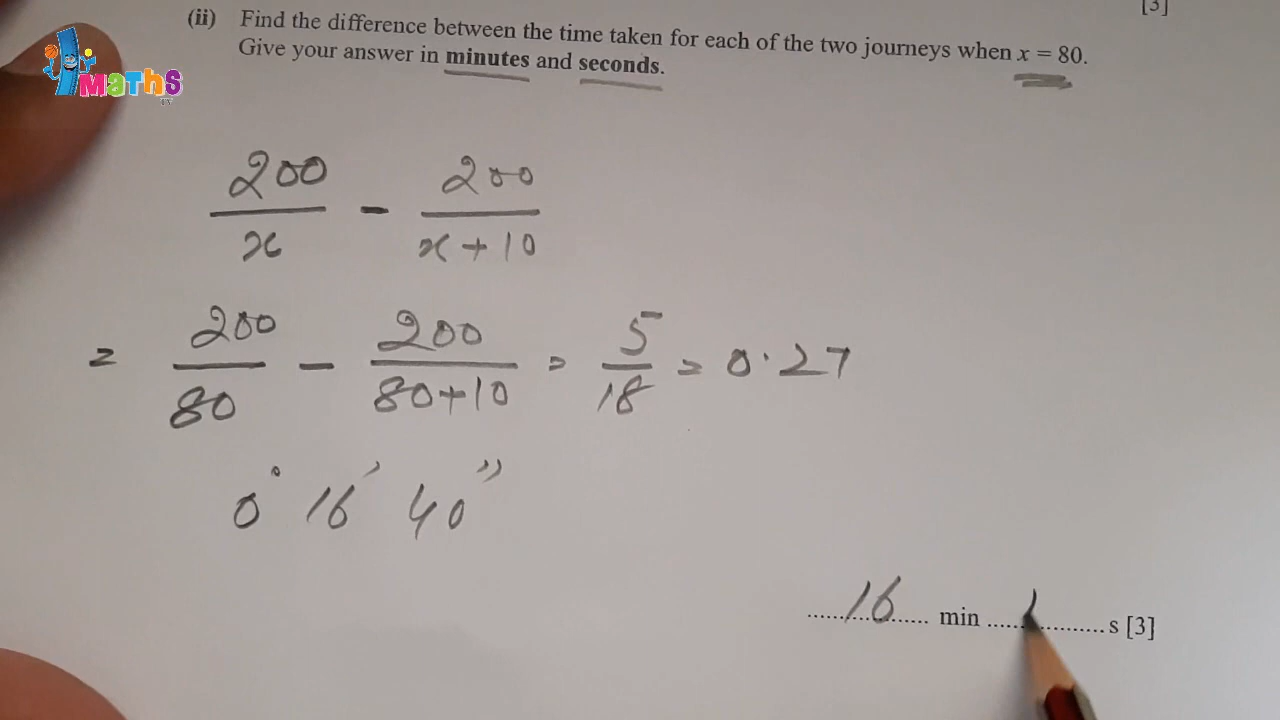 [3]
(ii) Find the difference between the time taken for each of the two journeys when x = 80.
Give your answer in minutes and seconds.
1 Maths TV
200/x - 200/x+10
= 200/80 - 200/80+10 = 5/18 = 0.27
0° 16' 40"
16 min s [3]